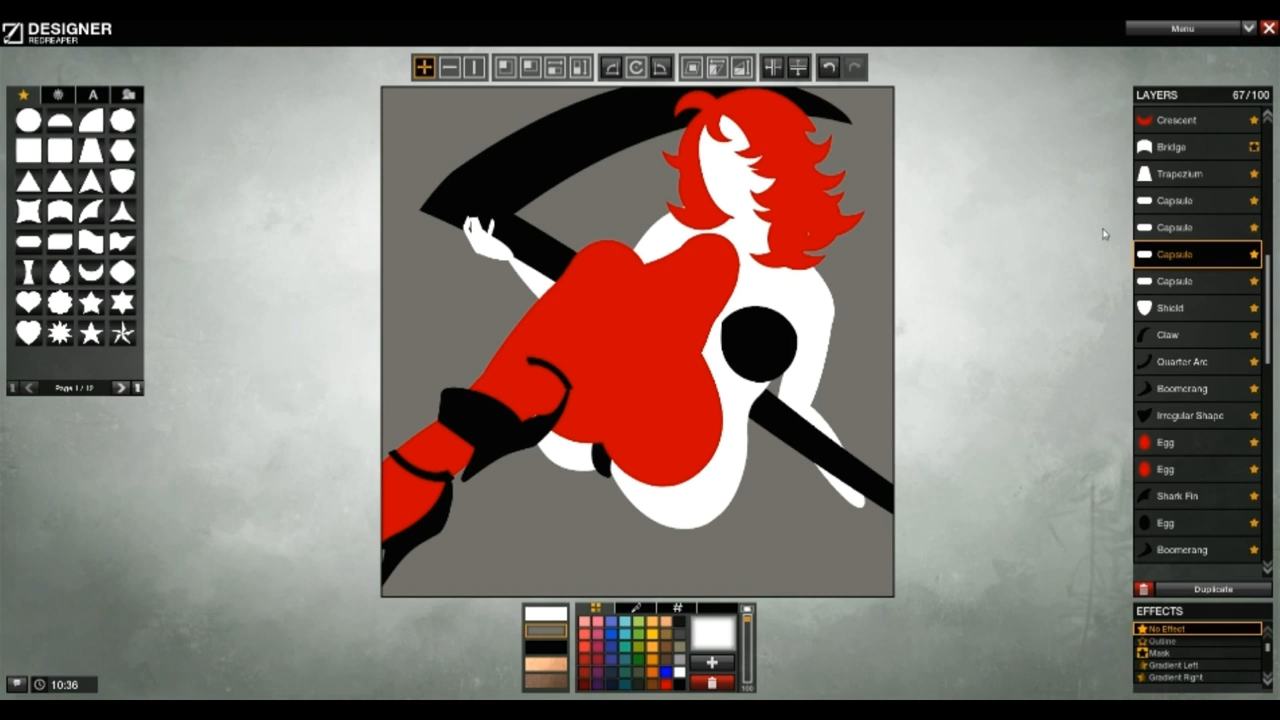 DESIGNER
REDREAPER
Menu
A
Page 1 / 12
LAYERS 67/100
Crescent
Bridge
Trapezium
Capsule
Capsule
Capsule
Capsule
Shield
Claw
Quarter Arc
Boomerang
Irregular Shape
Egg
Egg
Shark Fin
Egg
Boomerang
Duplicate
EFFECTS
No Effect
Outline
Mask
Gradient Left
Gradient Right
#
100
10:36